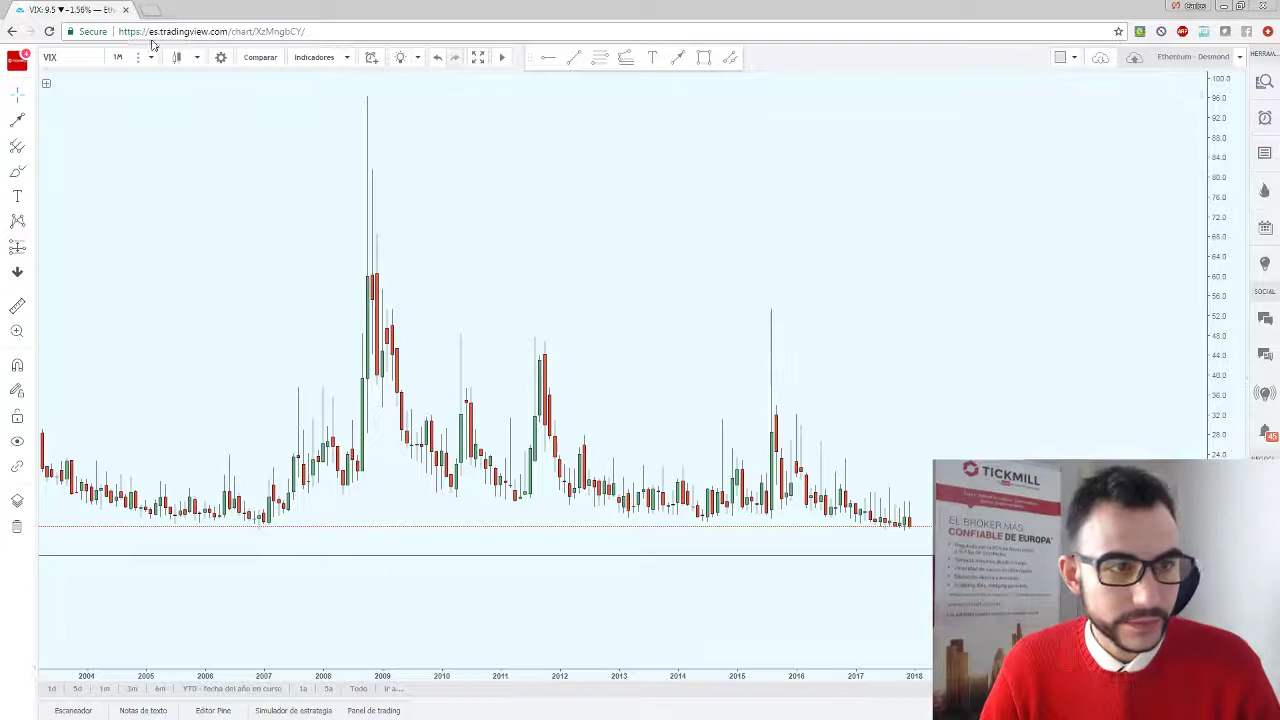 VIX: 9.5 ▼−1.56% — Eth
Secure
https://es.tradingview.com/chart/XzMngbCY/
4
VIX
1M
Comparar
Indicadores
Ethereum - Desmond
HERRAM...
100.0
96.0
92.0
88.0
84.0
80.0
76.0
72.0
68.0
64.0
60.0
56.0
52.0
48.0
44.0
40.0
36.0
32.0
28.0
24.0
SOCIAL
45
TICKMILL
EL BRÓKER MÁS
CONFIABLE DE EUROPA*
2004
2005
2006
2007
2008
2009
2010
2011
2012
2013
2014
2015
2016
2017
2018
1d
5d
1m
3m
6m
YTD - fecha del año en curso
1a
5a
Todo
Ir a...
Escaneador
Notas de texto
Editor Pine
Simulador de estrategia
Panel de trading